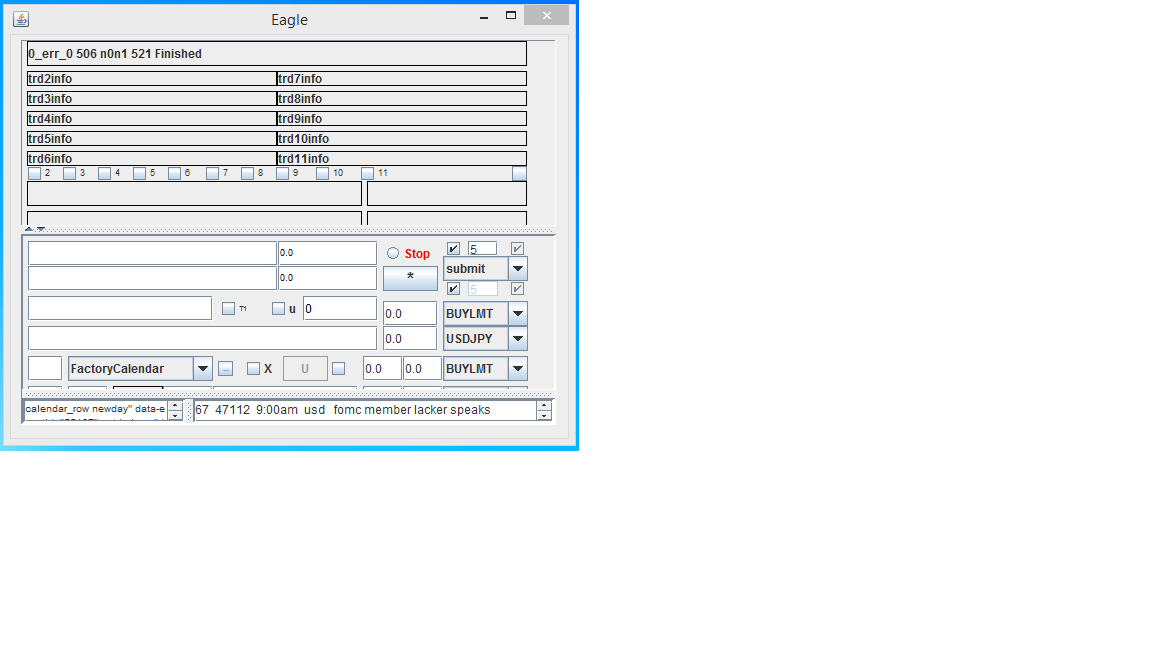 Eagle
0_err_0 506 n0n1 521 Finished
trd2info trd7info
trd3info trd8info
trd4info trd9info
trd5info trd10info
trd6info trd11info
2 3 4 5 6 7 8 9 10 11
0.0 Stop 5
0.0 * submit
5
T1 u 0 0.0 BUYLMT
0.0 USDJPY
FactoryCalendar X U 0.0 0.0 BUYLMT
calendar_row newday" data-e 67 47112 9:00am usd fomc member lacker speaks